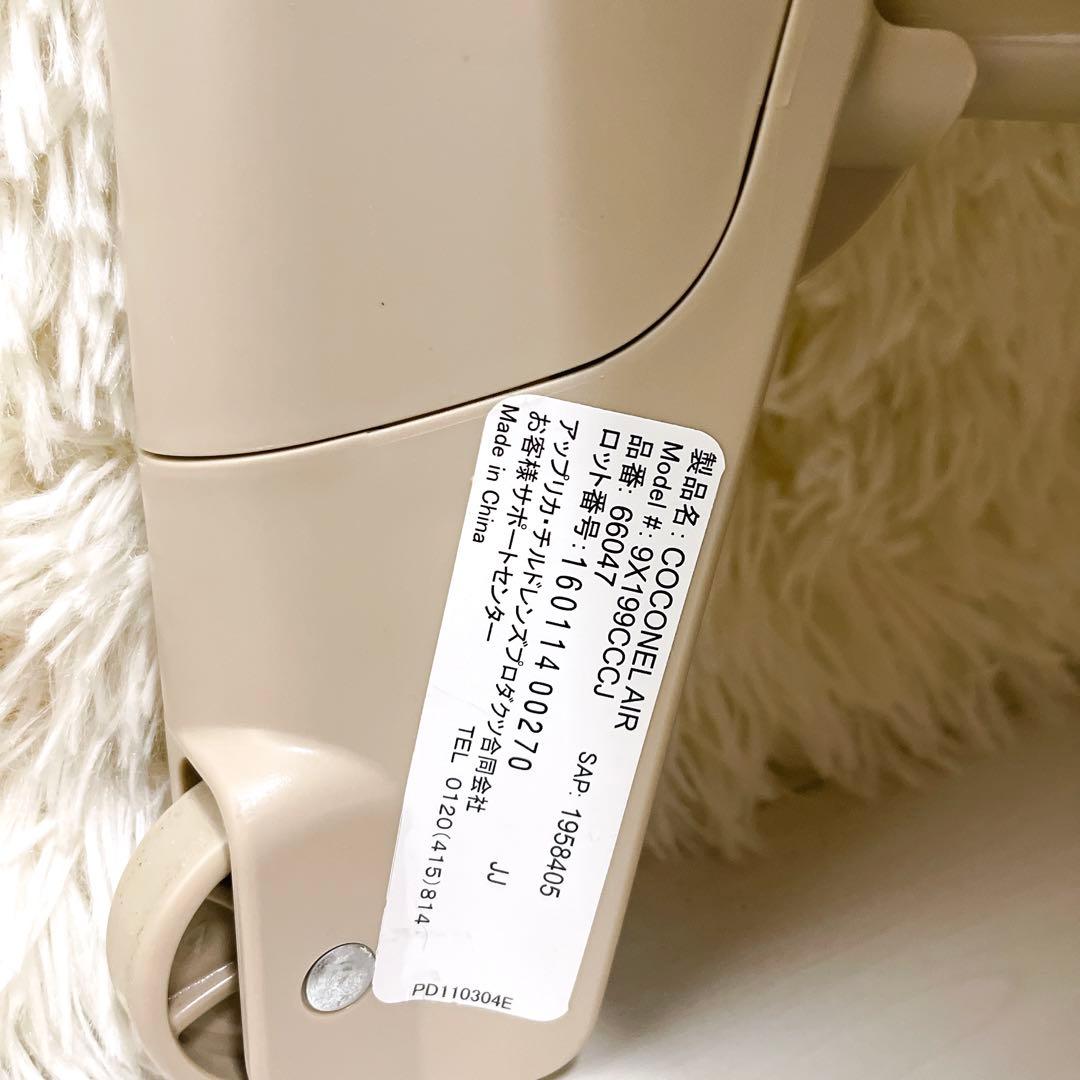 製品名: COCONEL AIR
Model #: 9X199CCCJ
品番: 66047 SAP: 1958405
ロット番号: 160114 00270
アップリカ・チルドレンズプロダクツ合同会社 JJ
お客様サポートセンター TEL 0120(415)814
Made in China
PD110304E